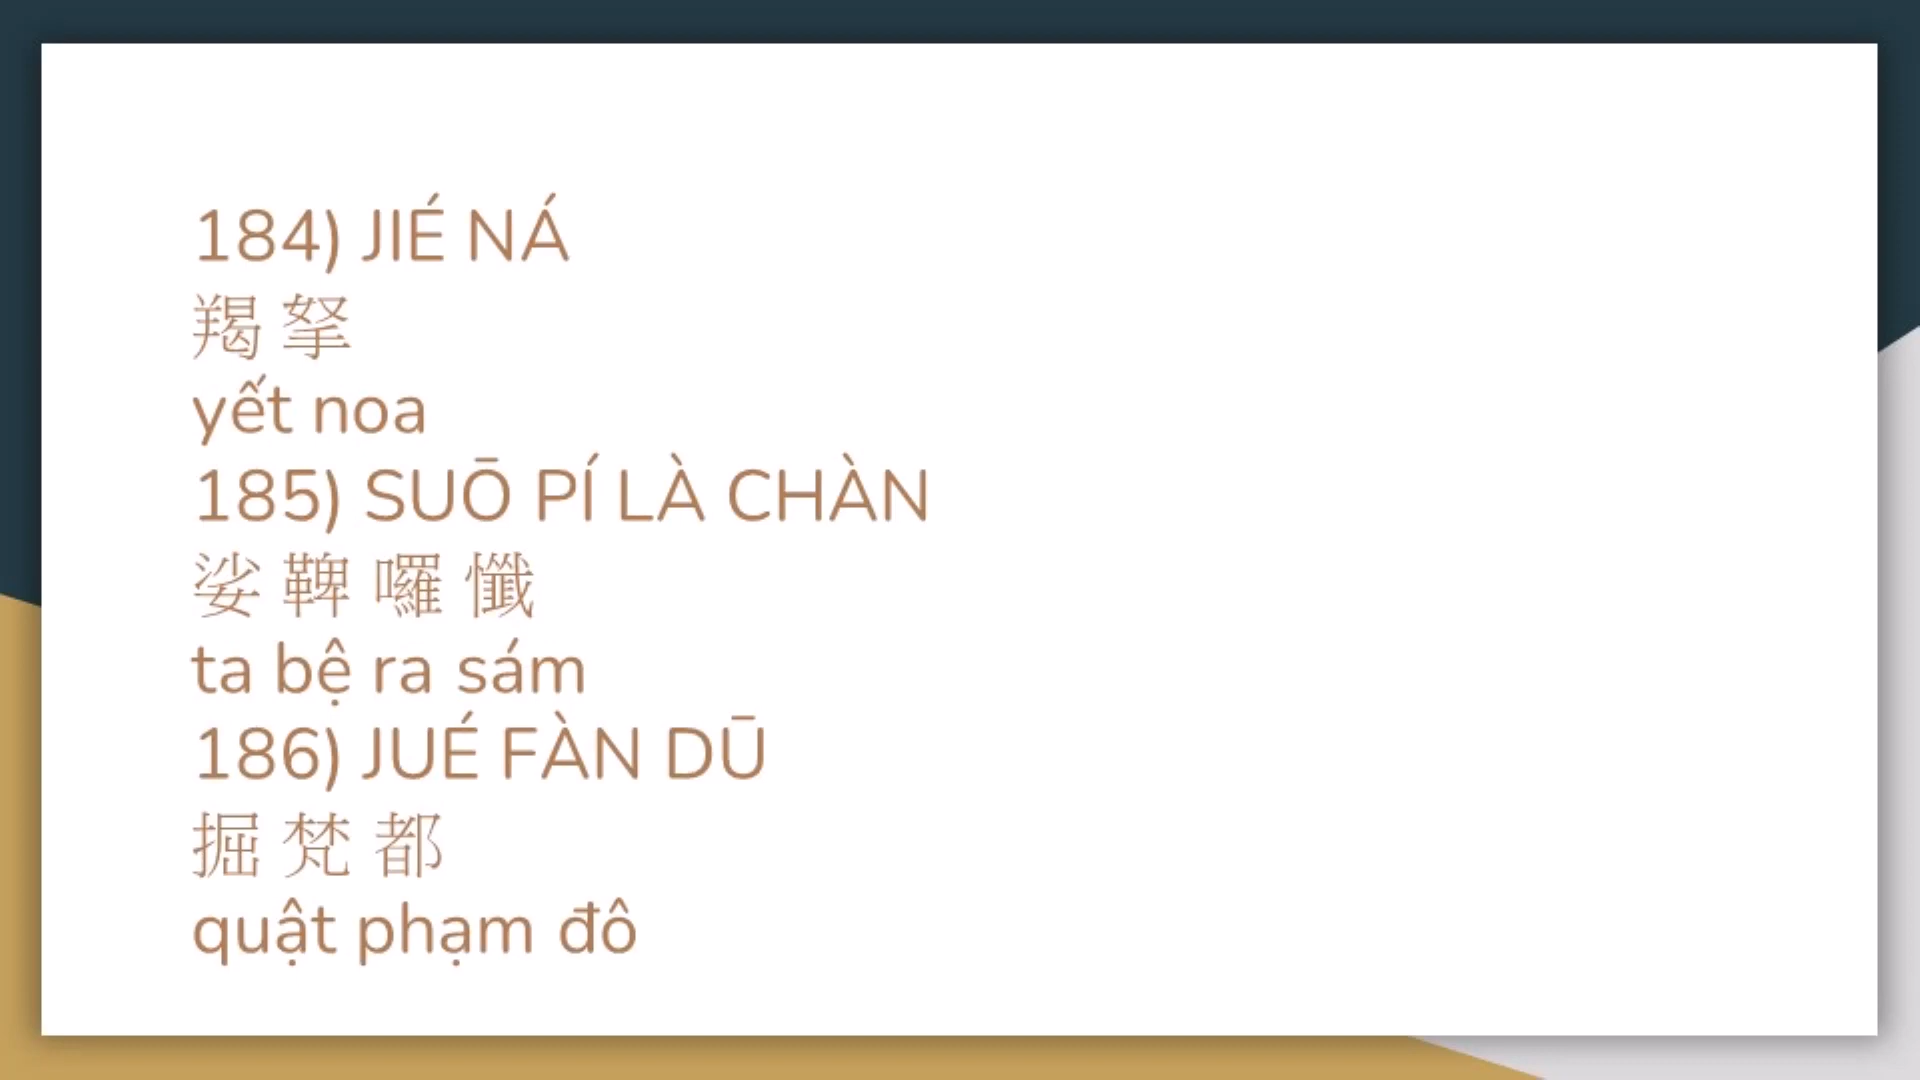 184) JIÉ NÁ
羯 拏
yết noa
185) SUŌ PÍ LÀ CHÀN
娑 鞞 囉 懺
ta bệ ra sám
186) JUÉ FÀN DŪ
掘 梵 都
quật phạm đô